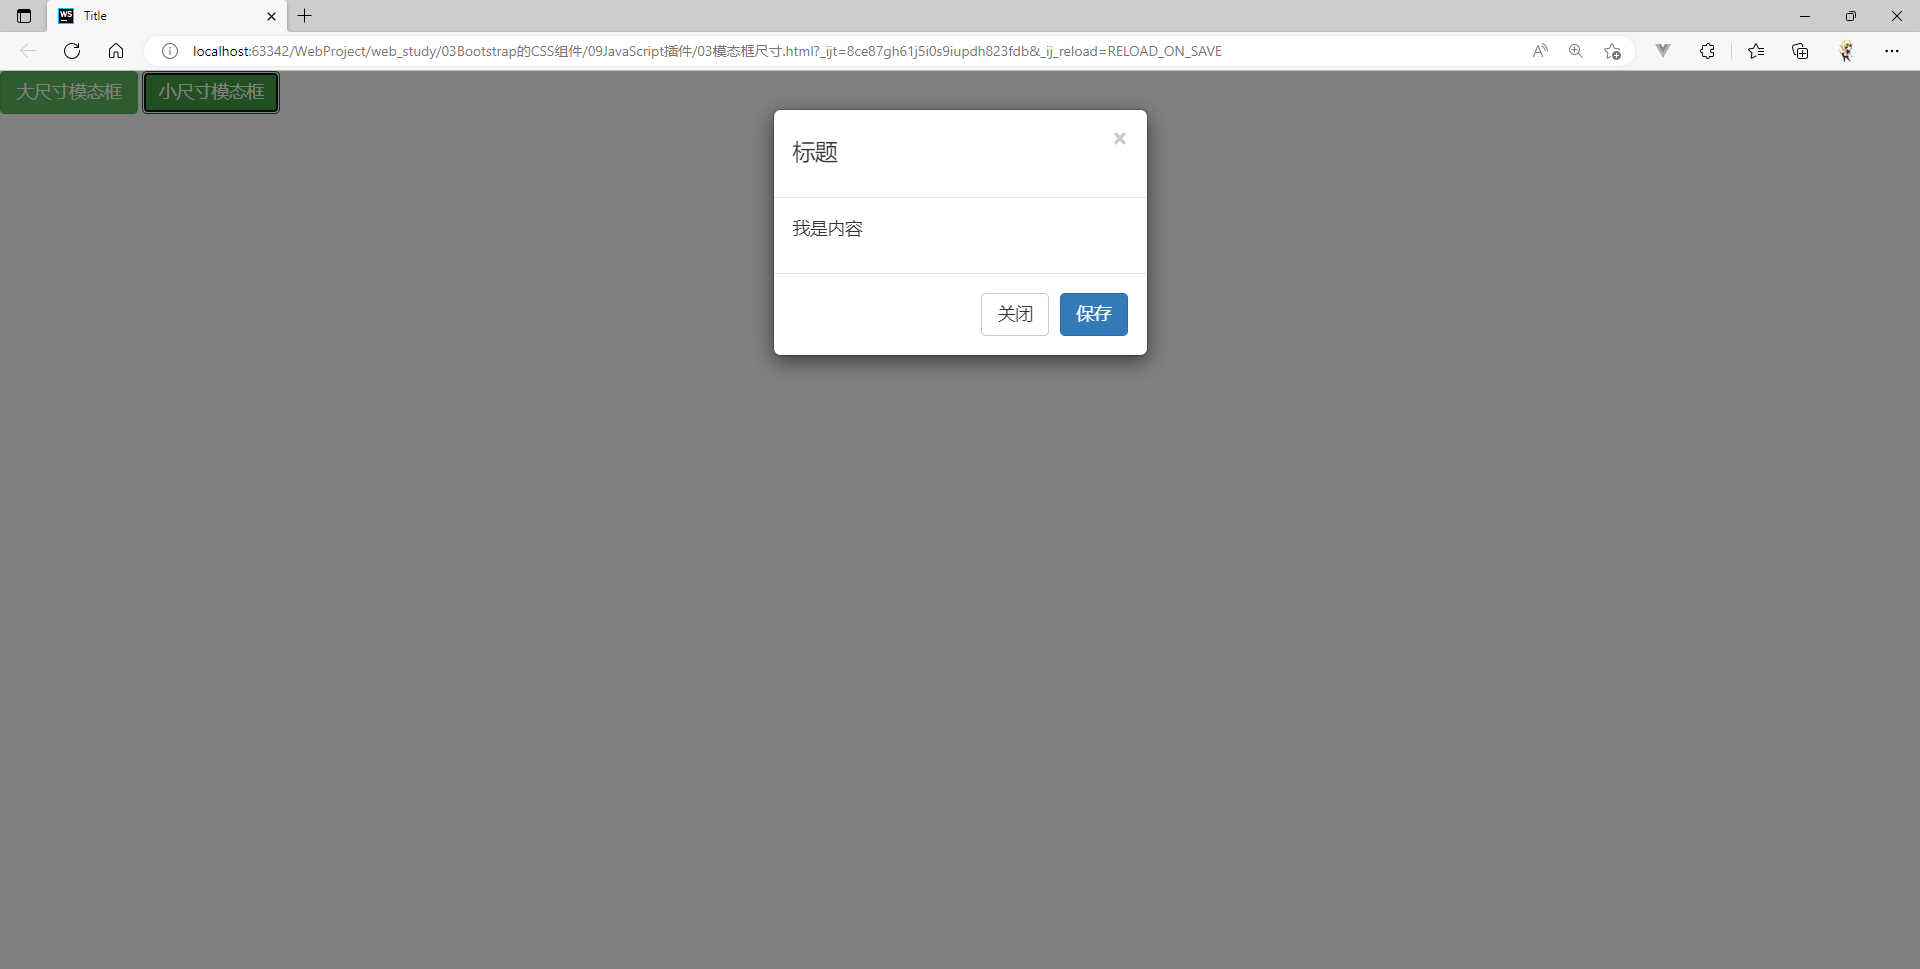 WS Title
localhost:63342/WebProject/web_study/03Bootstrap的CSS组件/09JavaScript插件/03模态框尺寸.html?_ijt=8ce87gh61j5i0s9iupdh823fdb&_ij_reload=RELOAD_ON_SAVE
大尺寸模态框 小尺寸模态框
标题 ×
我是内容
关闭 保存